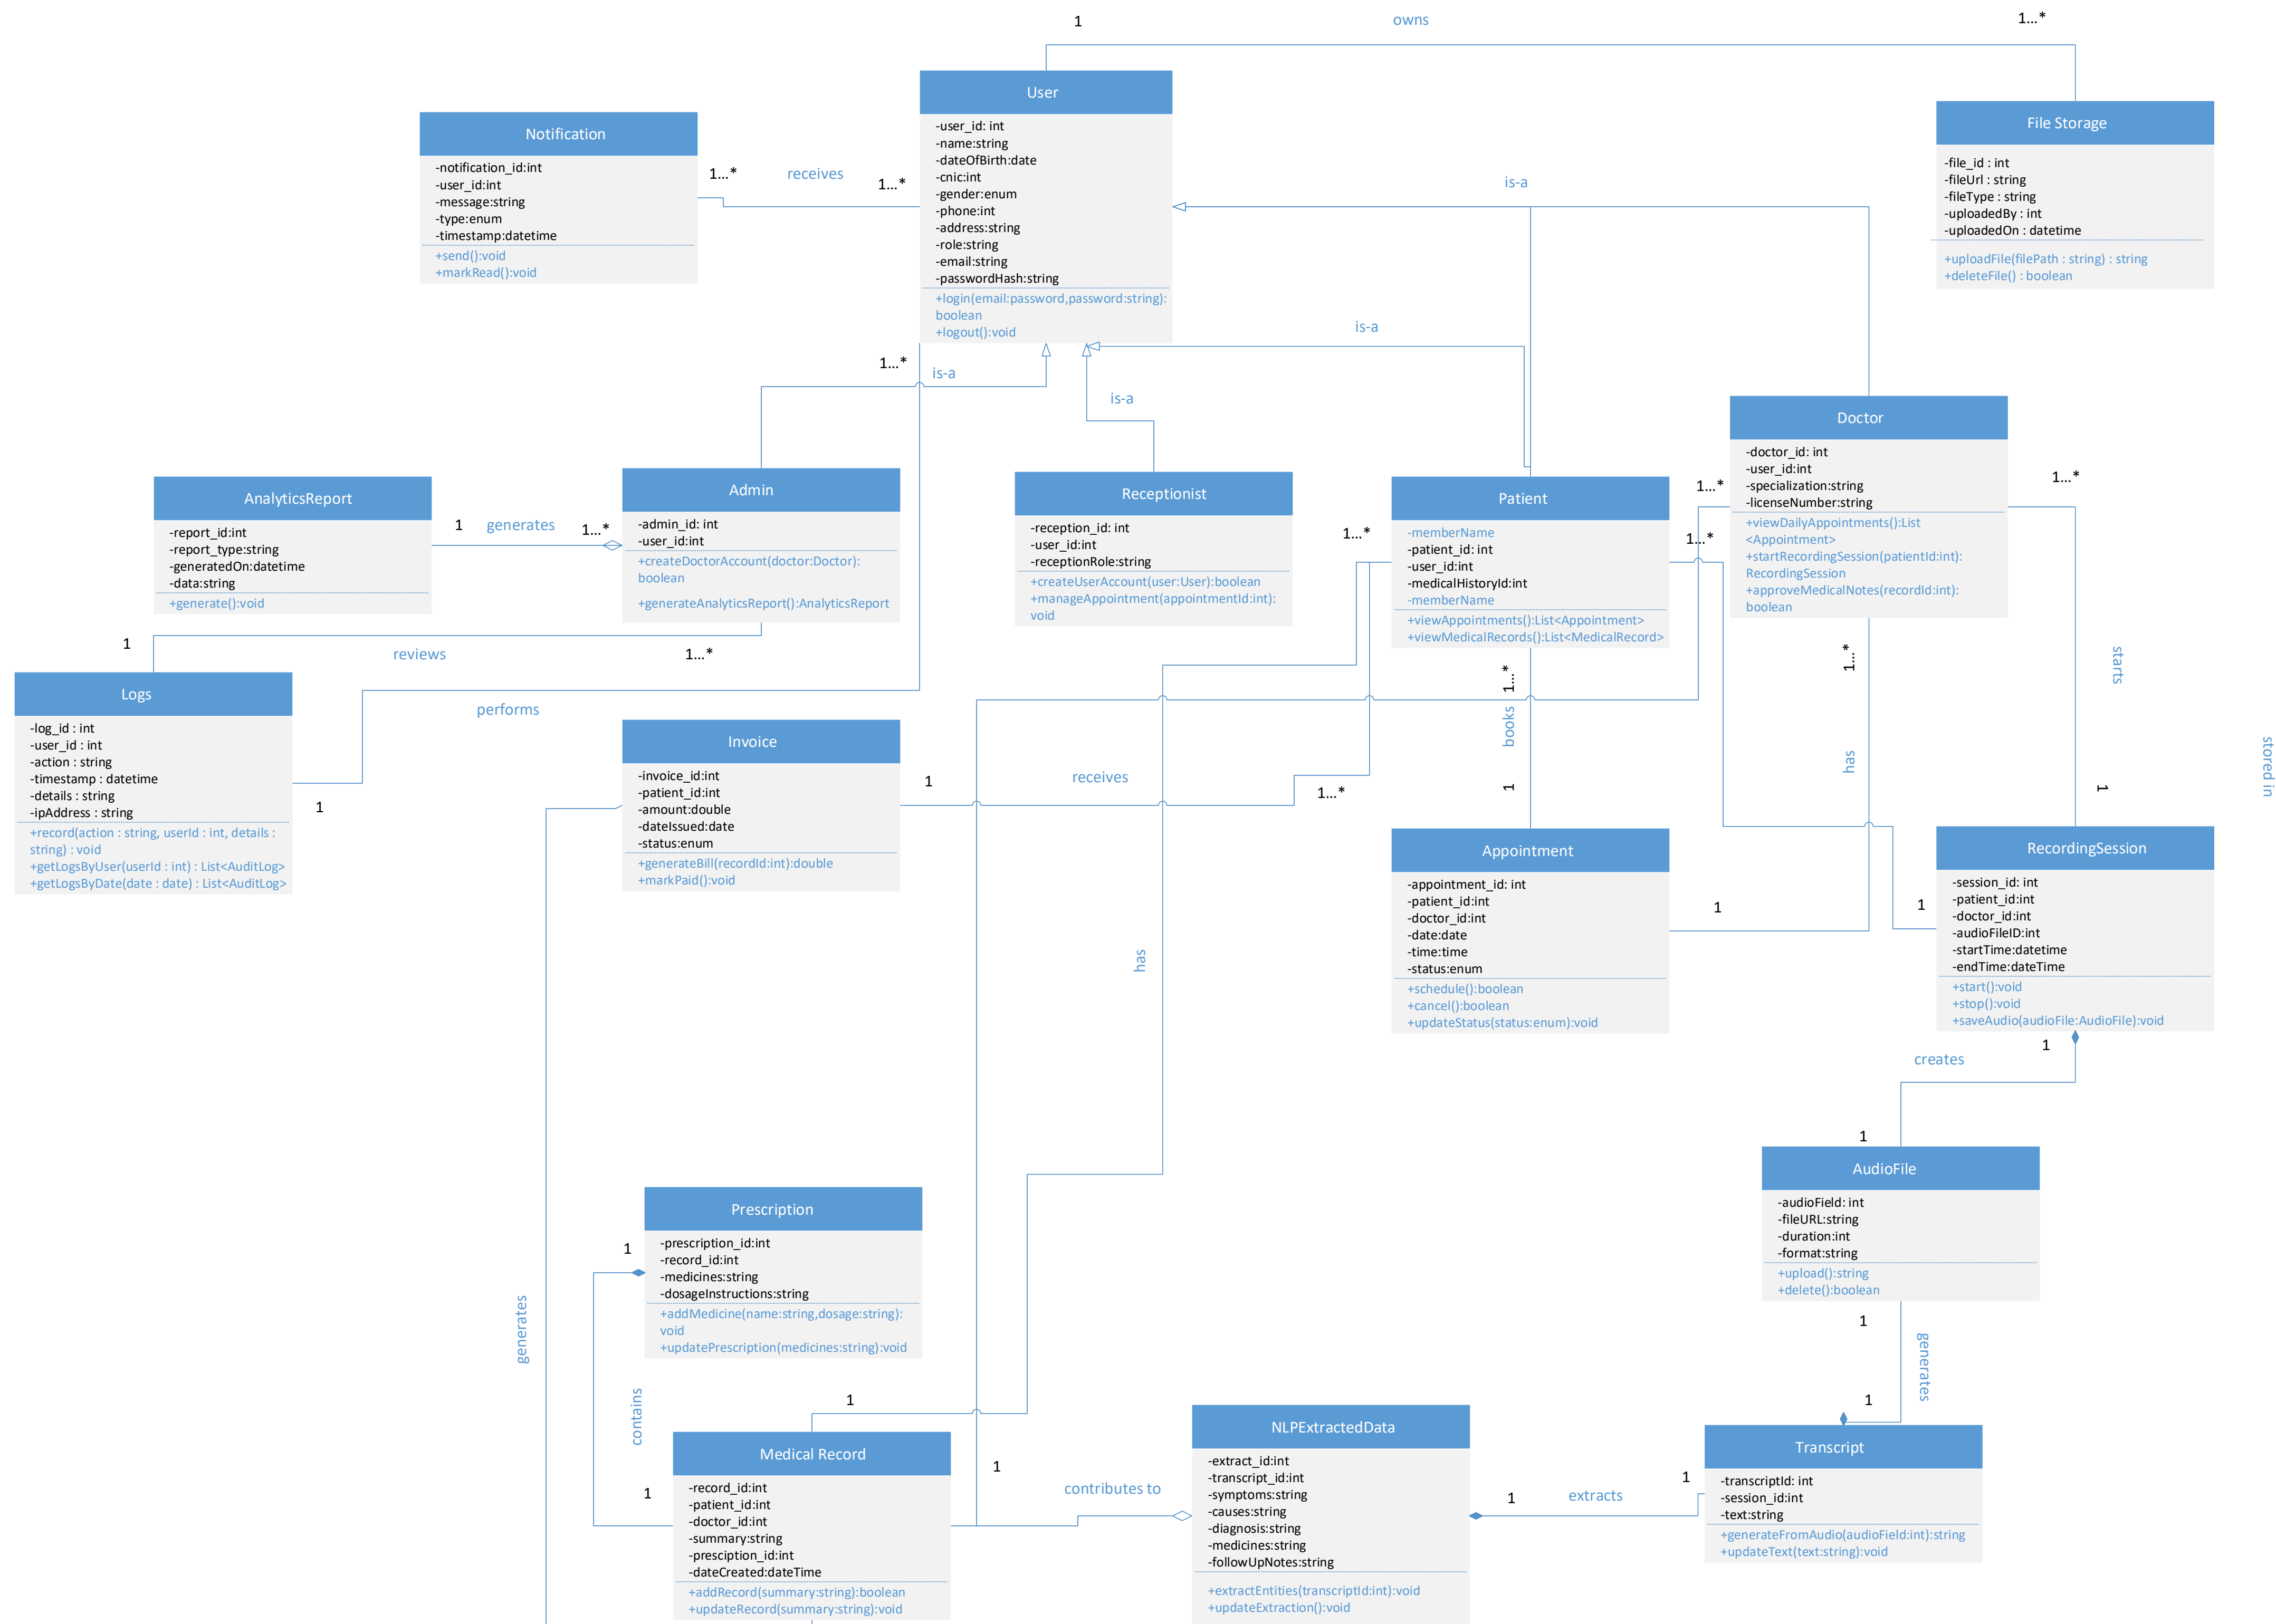 1
owns
1...*
User
-user_id: int
-name:string
-dateOfBirth:date
-cnic:int
-gender:enum
-phone:int
-address:string
-role:string
-email:string
-passwordHash:string
+login(email:password,password:string):
boolean
+logout():void
Notification
-notification_id:int
-user_id:int
-message:string
-type:enum
-timestamp:datetime
+send():void
+markRead():void
1...*
receives
1...*
File Storage
-file_id : int
-fileUrl : string
-fileType : string
-uploadedBy : int
-uploadedOn : datetime
+uploadFile(filePath : string) : string
+deleteFile() : boolean
is-a
is-a
1...*
is-a
is-a
Doctor
-doctor_id: int
-user_id:int
-specialization:string
-licenseNumber:string
+viewDailyAppointments():List
<Appointment>
+startRecordingSession(patientId:int):
RecordingSession
+approveMedicalNotes(recordId:int):
boolean
AnalyticsReport
-report_id:int
-report_type:string
-generatedOn:datetime
-data:string
+generate():void
1
generates
1...*
Admin
-admin_id: int
-user_id:int
+createDoctorAccount(doctor:Doctor):
boolean
+generateAnalyticsReport():AnalyticsReport
Receptionist
-reception_id: int
-user_id:int
-receptionRole:string
+createUserAccount(user:User):boolean
+manageAppointment(appointmentId:int):
void
1...*
Patient
-memberName
-patient_id: int
-user_id:int
-medicalHistoryId:int
-memberName
+viewAppointments():List<Appointment>
+viewMedicalRecords():List<MedicalRecord>
1...*
1...*
1...*
1
reviews
1...*
Logs
-log_id : int
-user_id : int
-action : string
-timestamp : datetime
-details : string
-ipAddress : string
+record(action : string, userId : int, details :
string) : void
+getLogsByUser(userId : int) : List<AuditLog>
+getLogsByDate(date : date) : List<AuditLog>
performs
1
Invoice
-invoice_id:int
-patient_id:int
-amount:double
-dateIssued:date
-status:enum
+generateBill(recordId:int):double
+markPaid():void
1
receives
1...*
1...*
books
1
1...*
has
starts
1
stored in
Appointment
-appointment_id: int
-patient_id:int
-doctor_id:int
-date:date
-time:time
-status:enum
+schedule():boolean
+cancel():boolean
+updateStatus(status:enum):void
1
1
RecordingSession
-session_id: int
-patient_id:int
-doctor_id:int
-audioFileID:int
-startTime:datetime
-endTime:dateTime
+start():void
+stop():void
+saveAudio(audioFile:AudioFile):void
has
1
creates
1
AudioFile
-audioField: int
-fileURL:string
-duration:int
-format:string
+upload():string
+delete():boolean
1
generates
1
Prescription
-prescription_id:int
-record_id:int
-medicines:string
-dosageInstructions:string
+addMedicine(name:string,dosage:string):
void
+updatePrescription(medicines:string):void
1
generates
contains
1
1
Medical Record
-record_id:int
-patient_id:int
-doctor_id:int
-summary:string
-presciption_id:int
-dateCreated:dateTime
+addRecord(summary:string):boolean
+updateRecord(summary:string):void
1
contributes to
NLPExtractedData
-extract_id:int
-transcript_id:int
-symptoms:string
-causes:string
-diagnosis:string
-medicines:string
-followUpNotes:string
+extractEntities(transcriptId:int):void
+updateExtraction():void
1
extracts
1
Transcript
-transcriptId: int
-session_id:int
-text:string
+generateFromAudio(audioField:int):string
+updateText(text:string):void